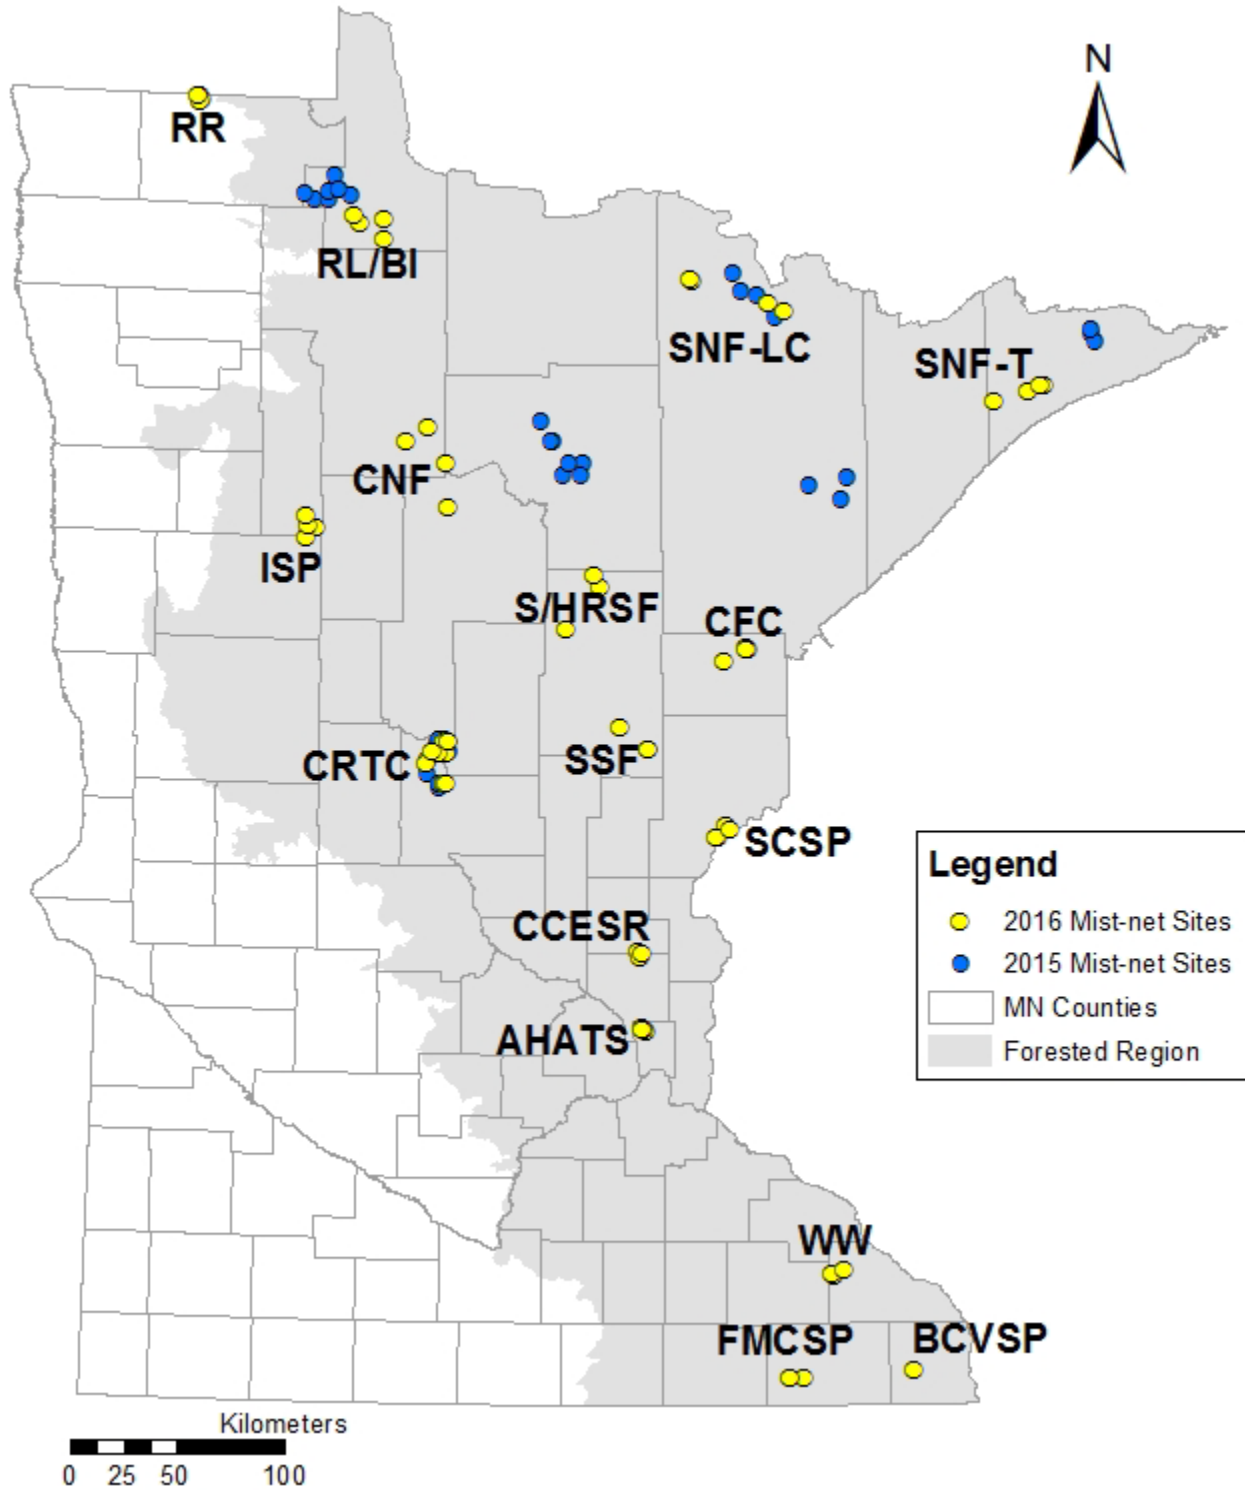 N
RR
RL/BI
SNF-LC
SNF-T
CNF
ISP
S/HRSF
CFC
CRTC
SSF
SCSP
Legend
CCESR
2016 Mist-net Sites
2015 Mist-net Sites
MN Counties
AHATS
Forested Region
WW
FMCSP
BCVSP
Kilometers
0 25 50 100